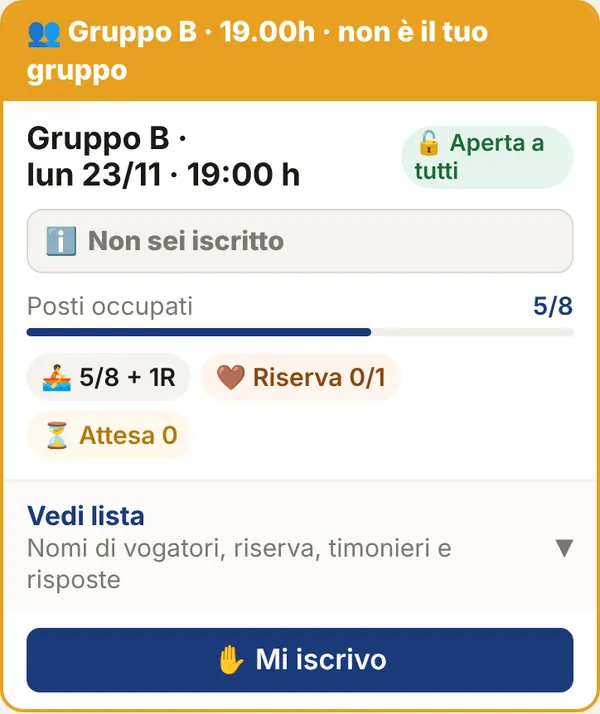 👥 Gruppo B · 19.00h · non è il tuo
gruppo
Gruppo B ·
lun 23/11 · 19:00 h
🔓 Aperta a
tutti
ℹ️ Non sei iscritto
Posti occupati
5/8
🚣 5/8 + 1R
🤎 Riserva 0/1
⏳ Attesa 0
Vedi lista
Nomi di vogatori, riserva, timonieri e
risposte
▼
✋ Mi iscrivo